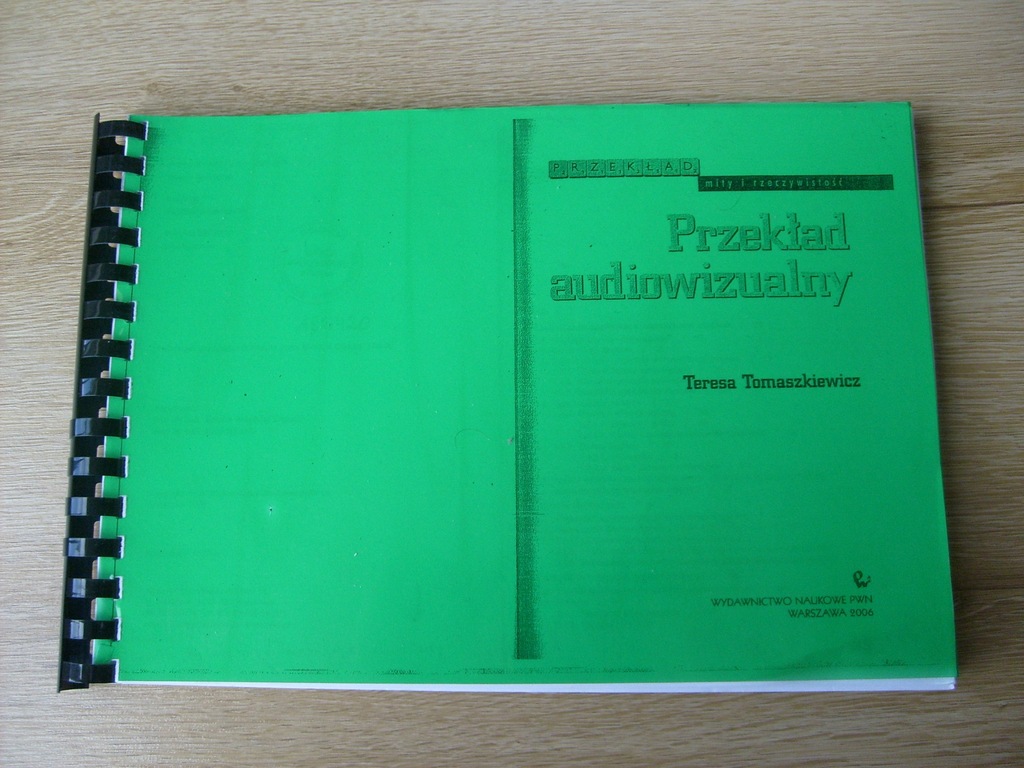 PRZEKŁAD
mity i rzeczywistość
Przekład
audiowizualny
Teresa Tomaszkiewicz
WYDAWNICTWO NAUKOWE PWN
WARSZAWA 2006